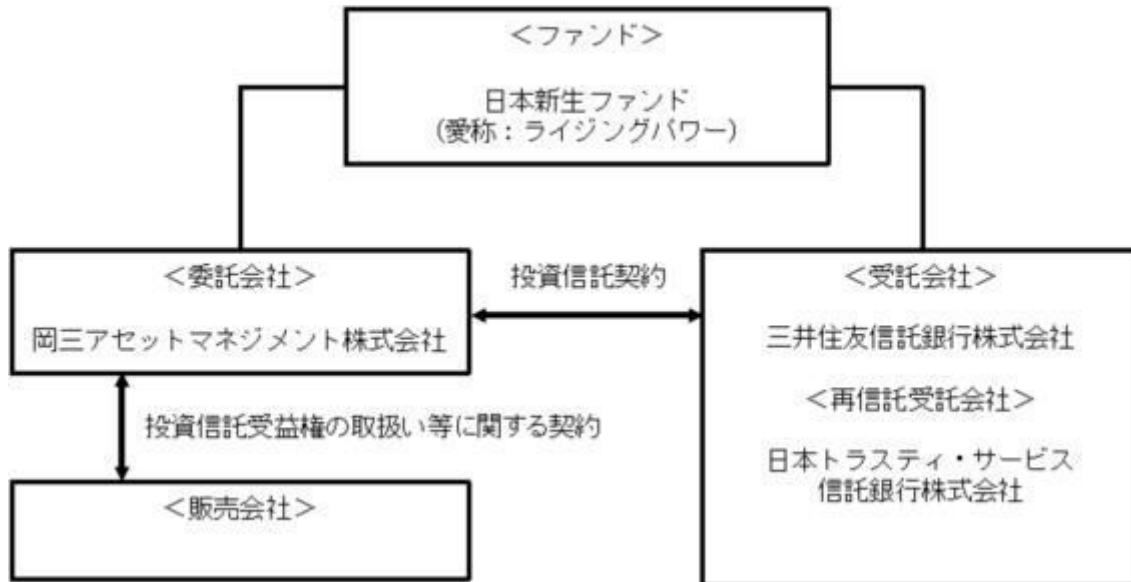 ＜ファンド＞
日本新生ファンド
（愛称：ライジングパワー）
＜委託会社＞
岡三アセットマネジメント株式会社
投資信託契約
＜受託会社＞
三井住友信託銀行株式会社
＜再信託受託会社＞
日本トラスティ・サービス
信託銀行株式会社
投資信託受益権の取扱い等に関する契約
＜販売会社＞